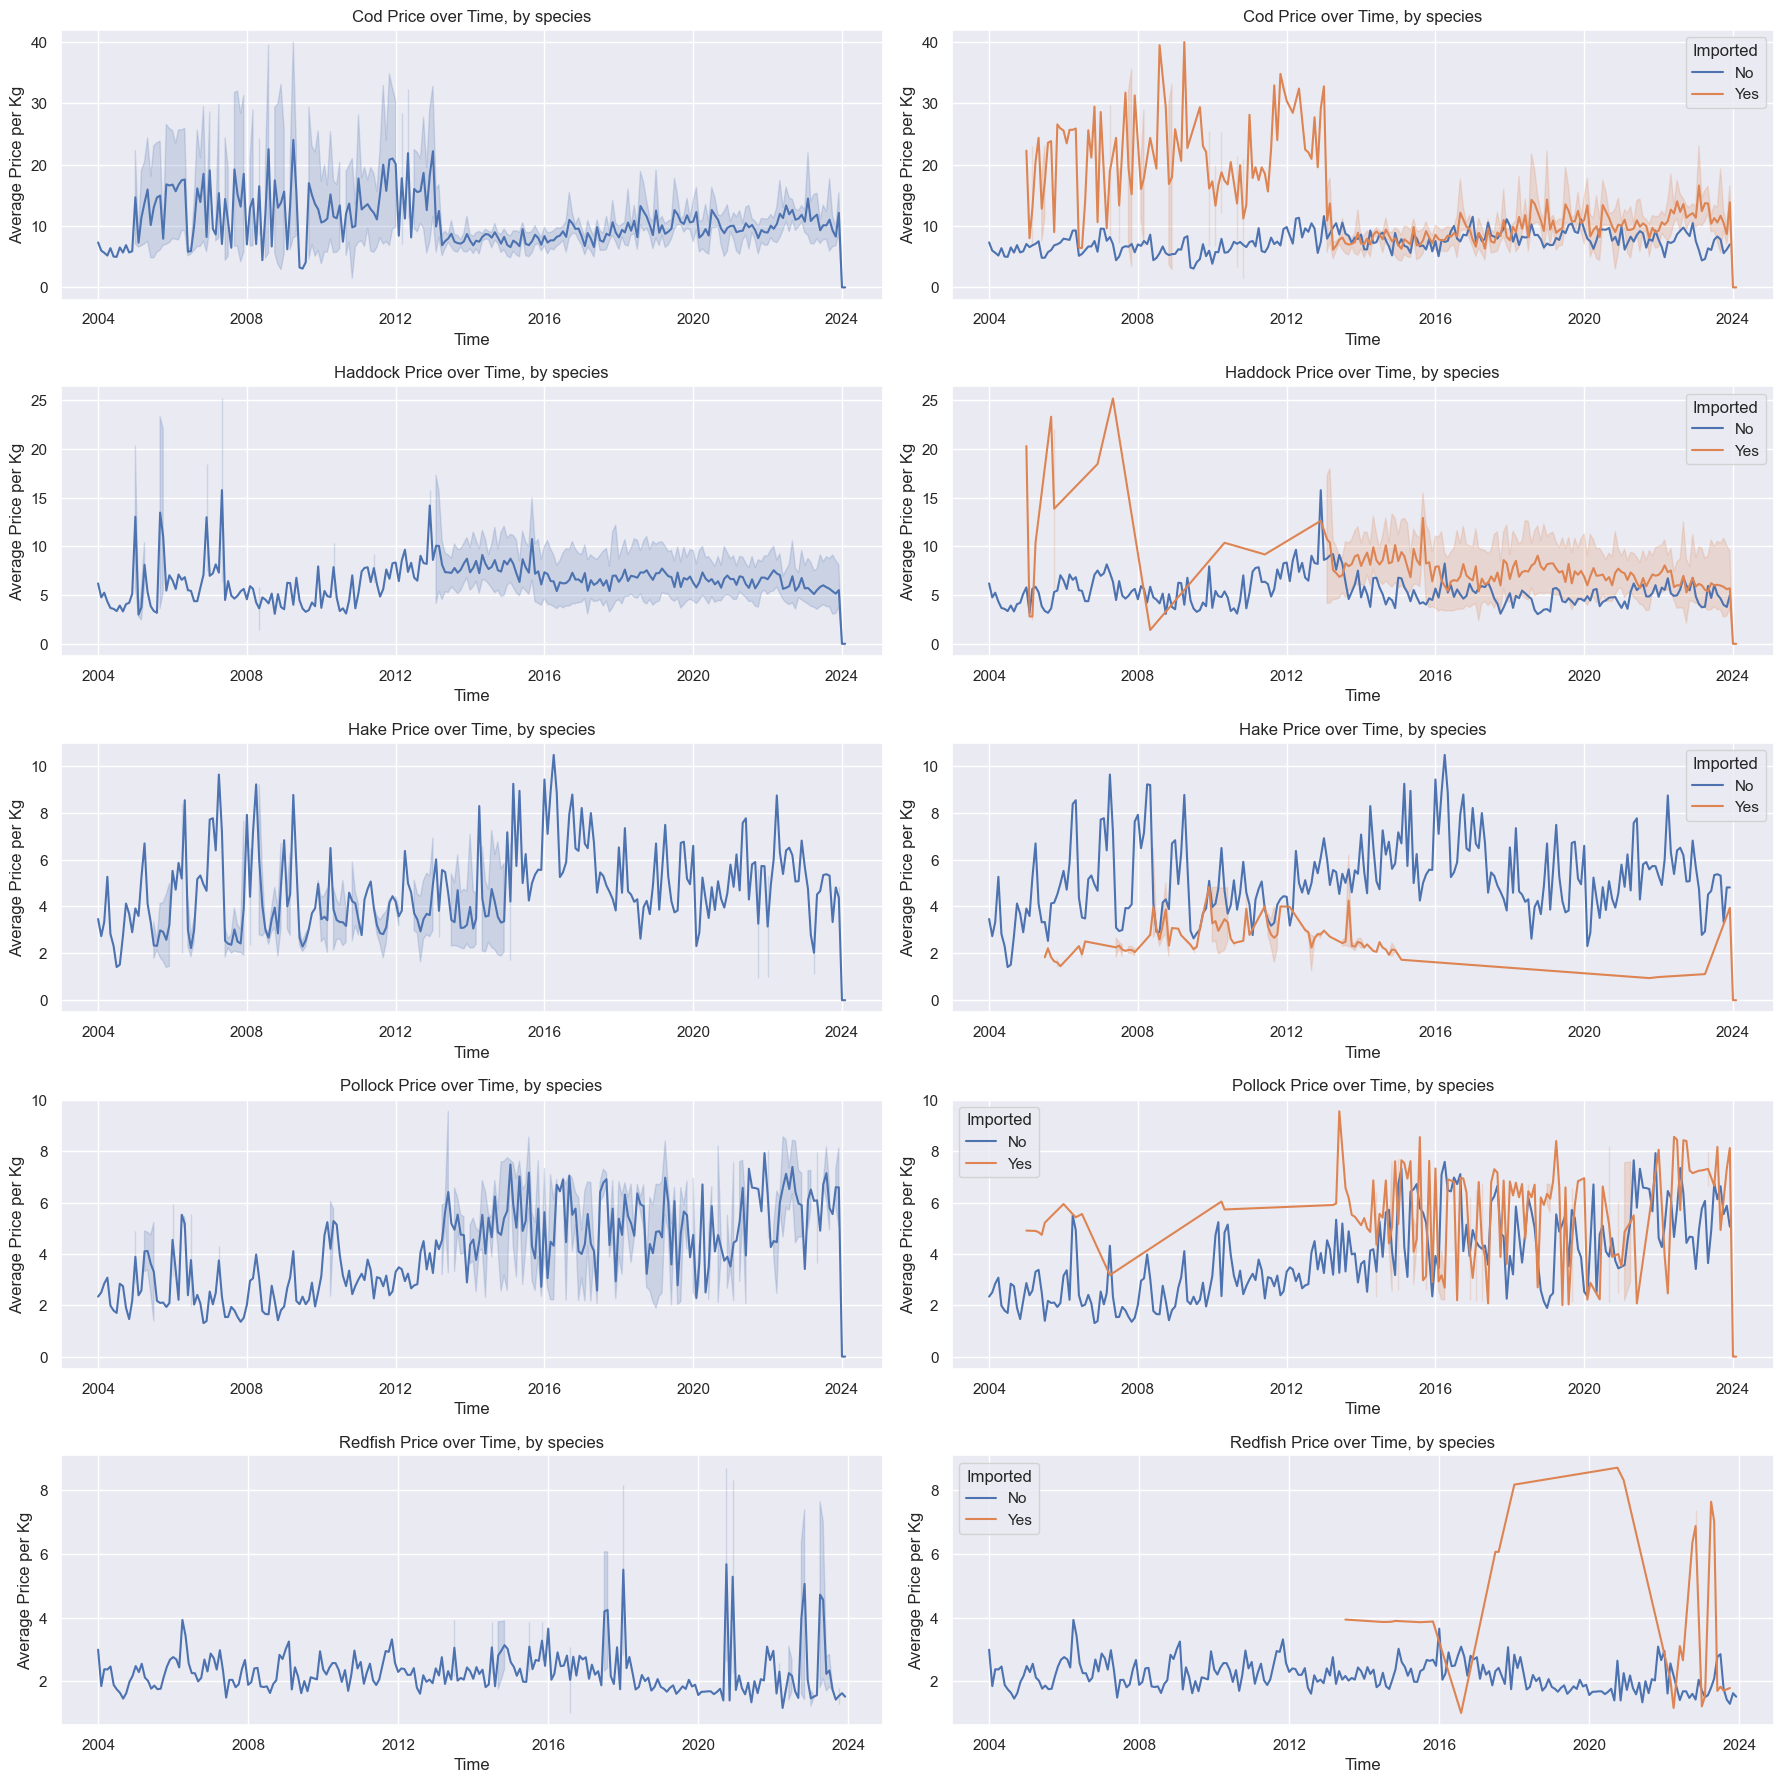 Cod Price over Time, by species
Average Price per Kg
40
30
20
10
0
2004 2008 2012 2016 2020 2024
Time
Cod Price over Time, by species
Average Price per Kg
40
30
20
10
0
Imported
No
Yes
2004 2008 2012 2016 2020 2024
Time
Haddock Price over Time, by species
Average Price per Kg
25
20
15
10
5
0
2004 2008 2012 2016 2020 2024
Time
Haddock Price over Time, by species
Average Price per Kg
25
20
15
10
5
0
Imported
No
Yes
2004 2008 2012 2016 2020 2024
Time
Hake Price over Time, by species
Average Price per Kg
10
8
6
4
2
0
2004 2008 2012 2016 2020 2024
Time
Hake Price over Time, by species
Average Price per Kg
10
8
6
4
2
0
Imported
No
Yes
2004 2008 2012 2016 2020 2024
Time
Pollock Price over Time, by species
Average Price per Kg
10
8
6
4
2
0
2004 2008 2012 2016 2020 2024
Time
Pollock Price over Time, by species
Average Price per Kg
10
8
6
4
2
0
Imported
No
Yes
2004 2008 2012 2016 2020 2024
Time
Redfish Price over Time, by species
Average Price per Kg
8
6
4
2
2004 2008 2012 2016 2020 2024
Time
Redfish Price over Time, by species
Average Price per Kg
8
6
4
2
Imported
No
Yes
2004 2008 2012 2016 2020 2024
Time